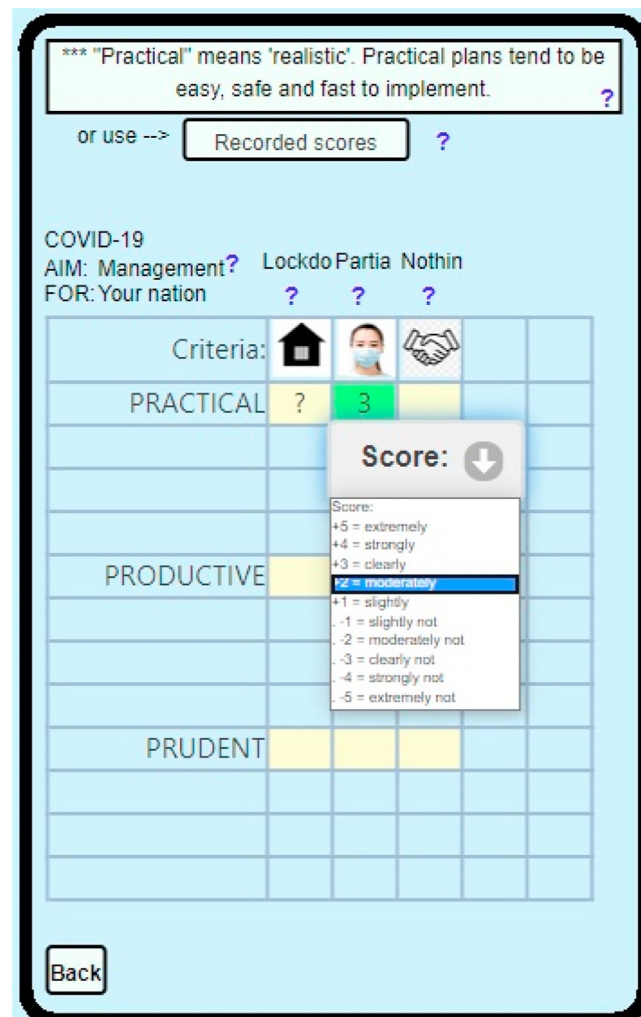 *** "Practical" means 'realistic'. Practical plans tend to be
easy, safe and fast to implement.
?
or use --> Recorded scores ?
COVID-19
AIM: Management? Lockdo Partia Nothin
FOR: Your nation ? ? ?
Criteria:
PRACTICAL ? 3
Score:
Score:
+5 = extremely
+4 = strongly
+3 = clearly
+2 = moderately
+1 = slightly
. -1 = slightly not
. -2 = moderately not
. -3 = clearly not
. -4 = strongly not
. -5 = extremely not
PRODUCTIVE
PRUDENT
Back